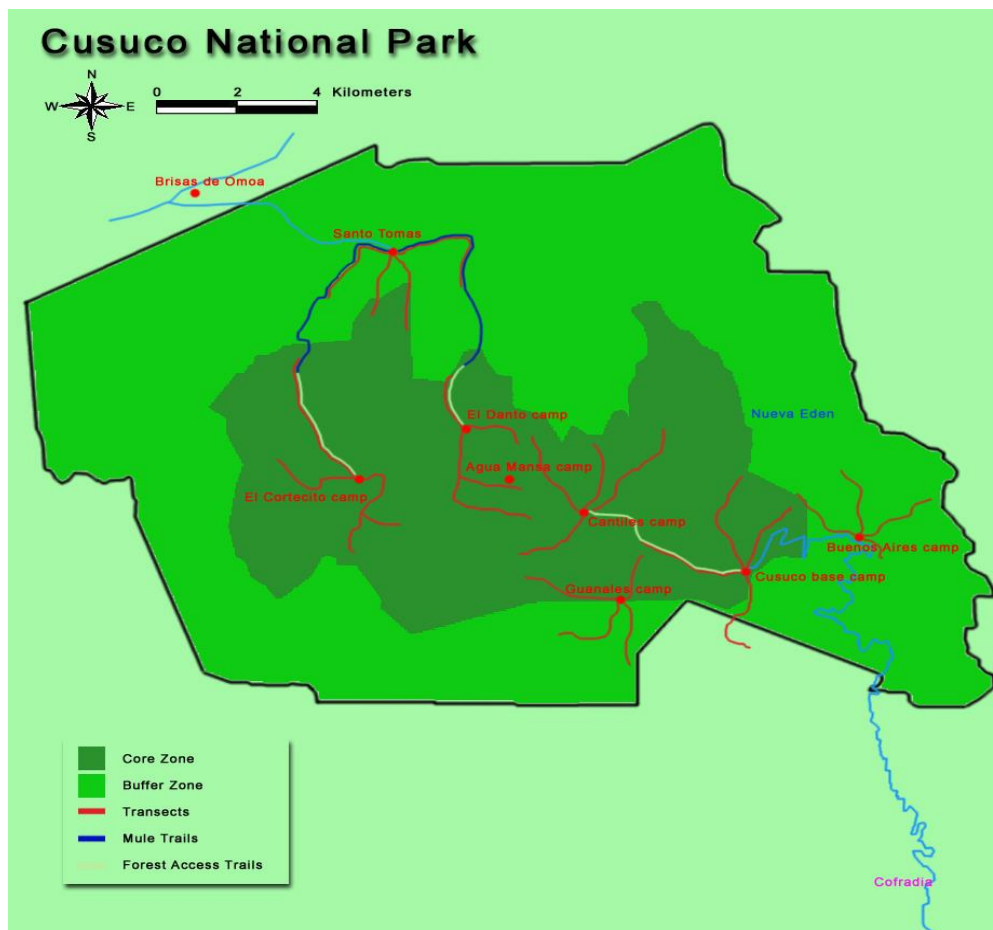 Cusuco National Park
N
W E
S
0 2 4 Kilometers
Brisas de Omoa
Santo Tomas
Nueva Eden
El Danto camp
Agua Mansa camp
El Cortecito camp
Cantiles camp
Buenos Aires camp
Cusuco base camp
Guanales camp
Core Zone
Buffer Zone
Transects
Mule Trails
Forest Access Trails
Cofradia